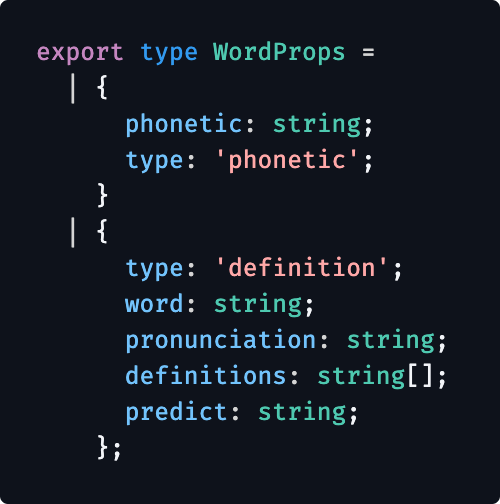 export type WordProps =
  | {
      phonetic: string;
      type: 'phonetic';
    }
  | {
      type: 'definition';
      word: string;
      pronunciation: string;
      definitions: string[];
      predict: string;
    };